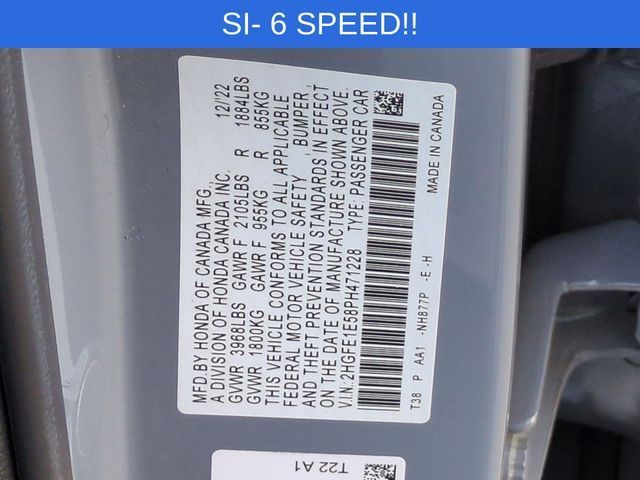 SI- 6 SPEED!!
MFD.BY HONDA OF CANADA MFG., 12/'22
A DIVISION OF HONDA CANADA INC.
GVWR 3968LBS GAWR F 2105LBS R 1884LBS
GVWR 1800KG GAWR F 955KG R 855KG
THIS VEHICLE CONFORMS TO ALL APPLICABLE
FEDERAL MOTOR VEHICLE SAFETY BUMPER,
AND THEFT PREVENTION STANDARDS IN EFFECT
ON THE DATE OF MANUFACTURE SHOWN ABOVE.
V.I.N: 2HGFE1E58PH471228 TYPE: PASSENGER CAR
T38 P AA1 -NH877P -E -H MADE IN CANADA
T22 A1